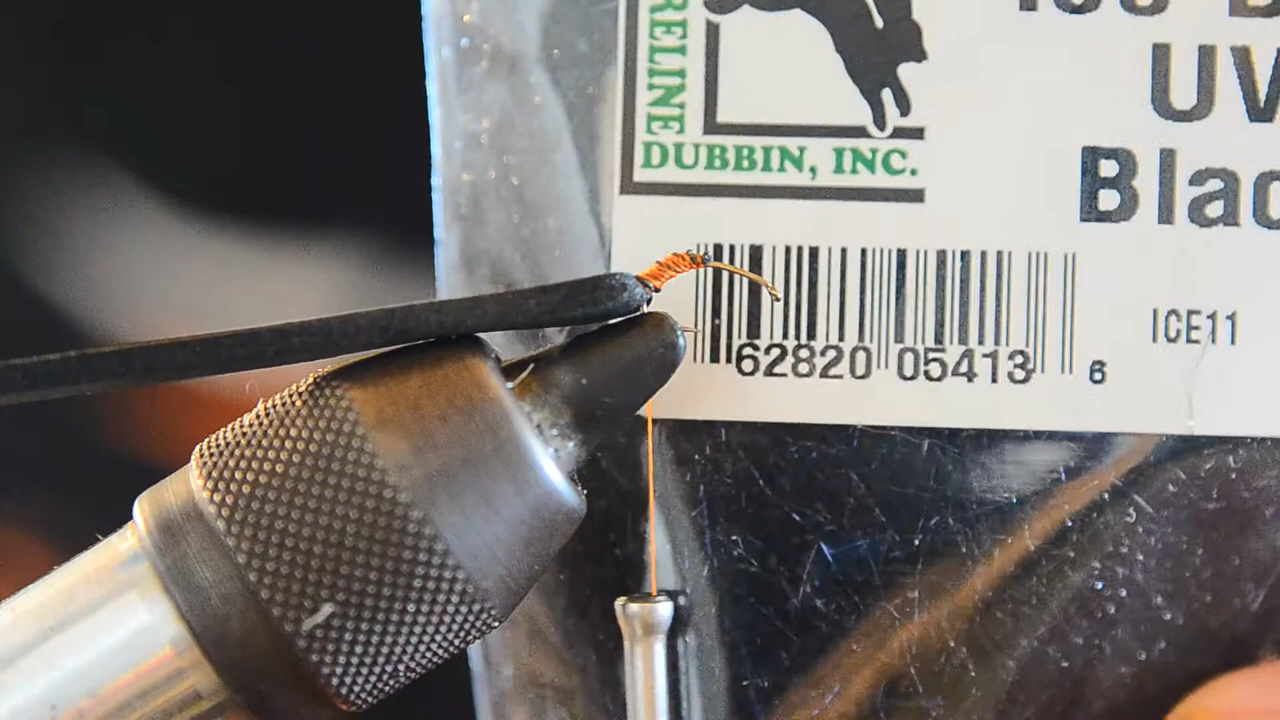 RELINE
DUBBIN, INC.
UV
Blac
ICE11
62820 05413 6